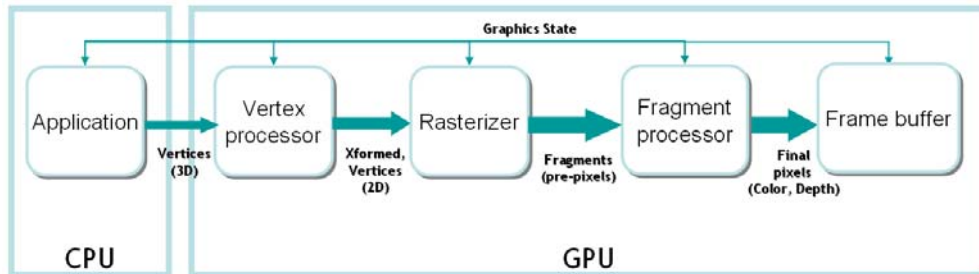 Graphics State
Application
Vertex
processor
Rasterizer
Fragment
processor
Frame buffer
Vertices
(3D)
Xformed,
Vertices
(2D)
Fragments
(pre-pixels)
Final
pixels
(Color, Depth)
CPU
GPU